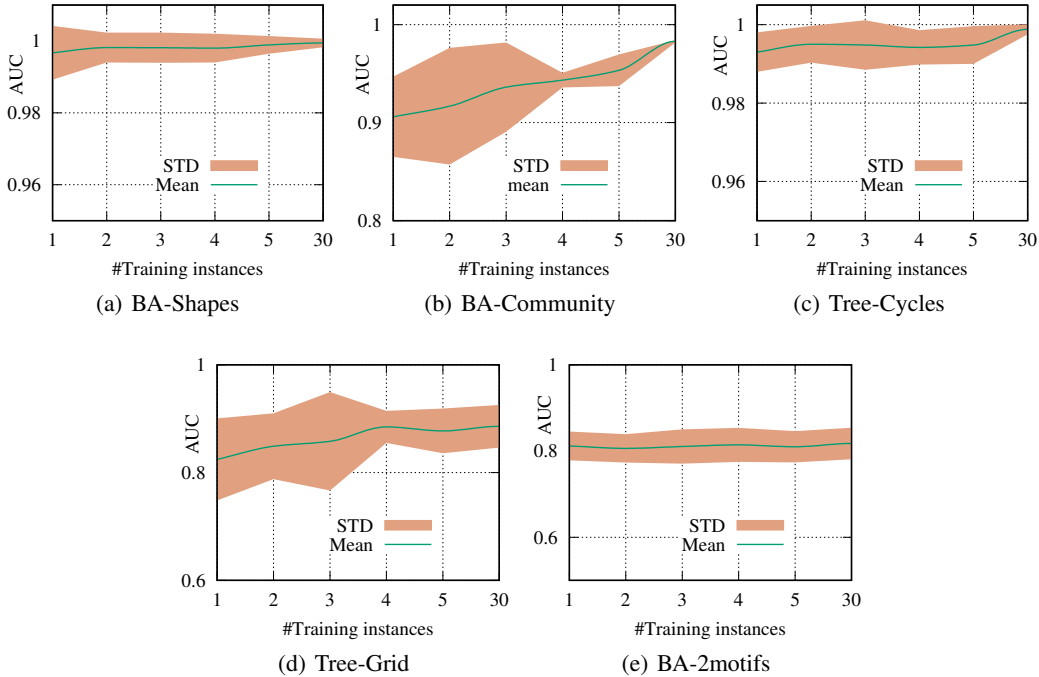 AUC
1
0.98
0.96
STD
Mean
1 2 3 4 5 30
#Training instances
(a) BA-Shapes
AUC
1
0.9
0.8
STD
mean
1 2 3 4 5 30
#Training instances
(b) BA-Community
AUC
1
0.98
0.96
STD
Mean
1 2 3 4 5 30
#Training instances
(c) Tree-Cycles
AUC
1
0.8
0.6
STD
Mean
1 2 3 4 5 30
#Training instances
(d) Tree-Grid
AUC
1
0.8
0.6
STD
Mean
1 2 3 4 5 30
#Training instances
(e) BA-2motifs